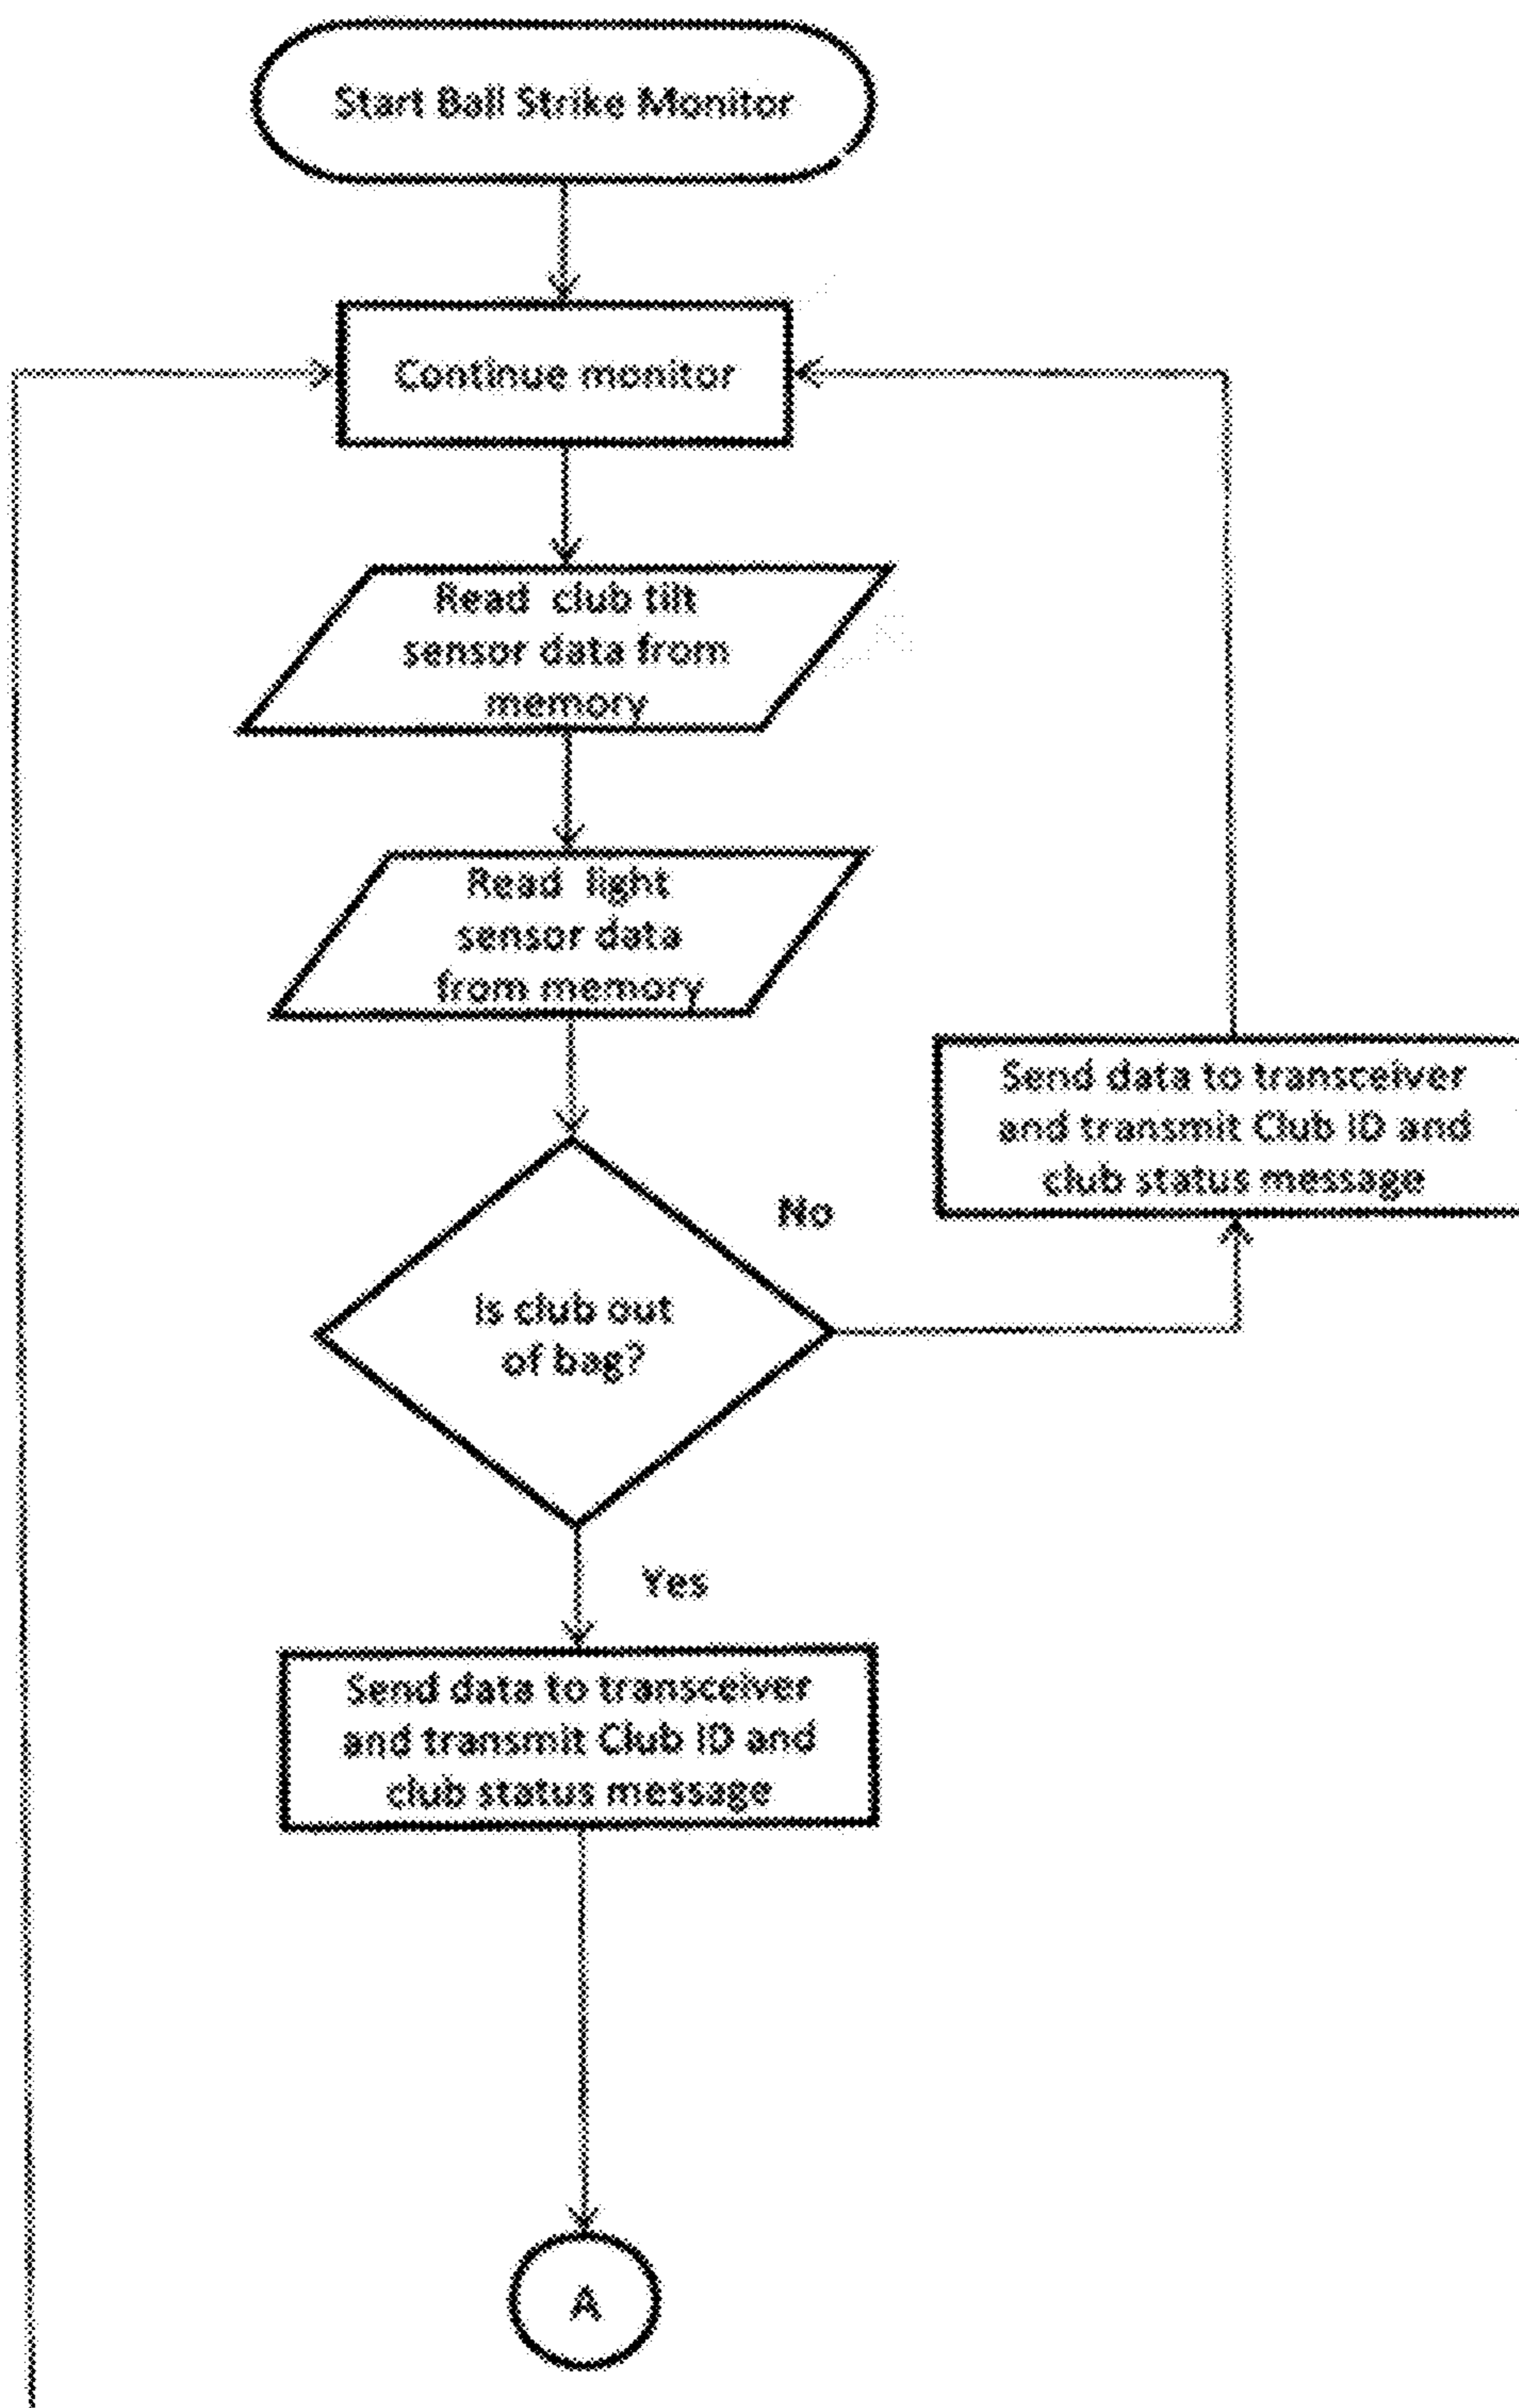 Start Ball Strike Monitor
Continue monitor
Read club tilt
sensor data from
memory
Read light
sensor data
from memory
Send data to transceiver
and transmit Club ID and
club status message
No
Is club out
of bag?
Yes
Send data to transceiver
and transmit Club ID and
club status message
A